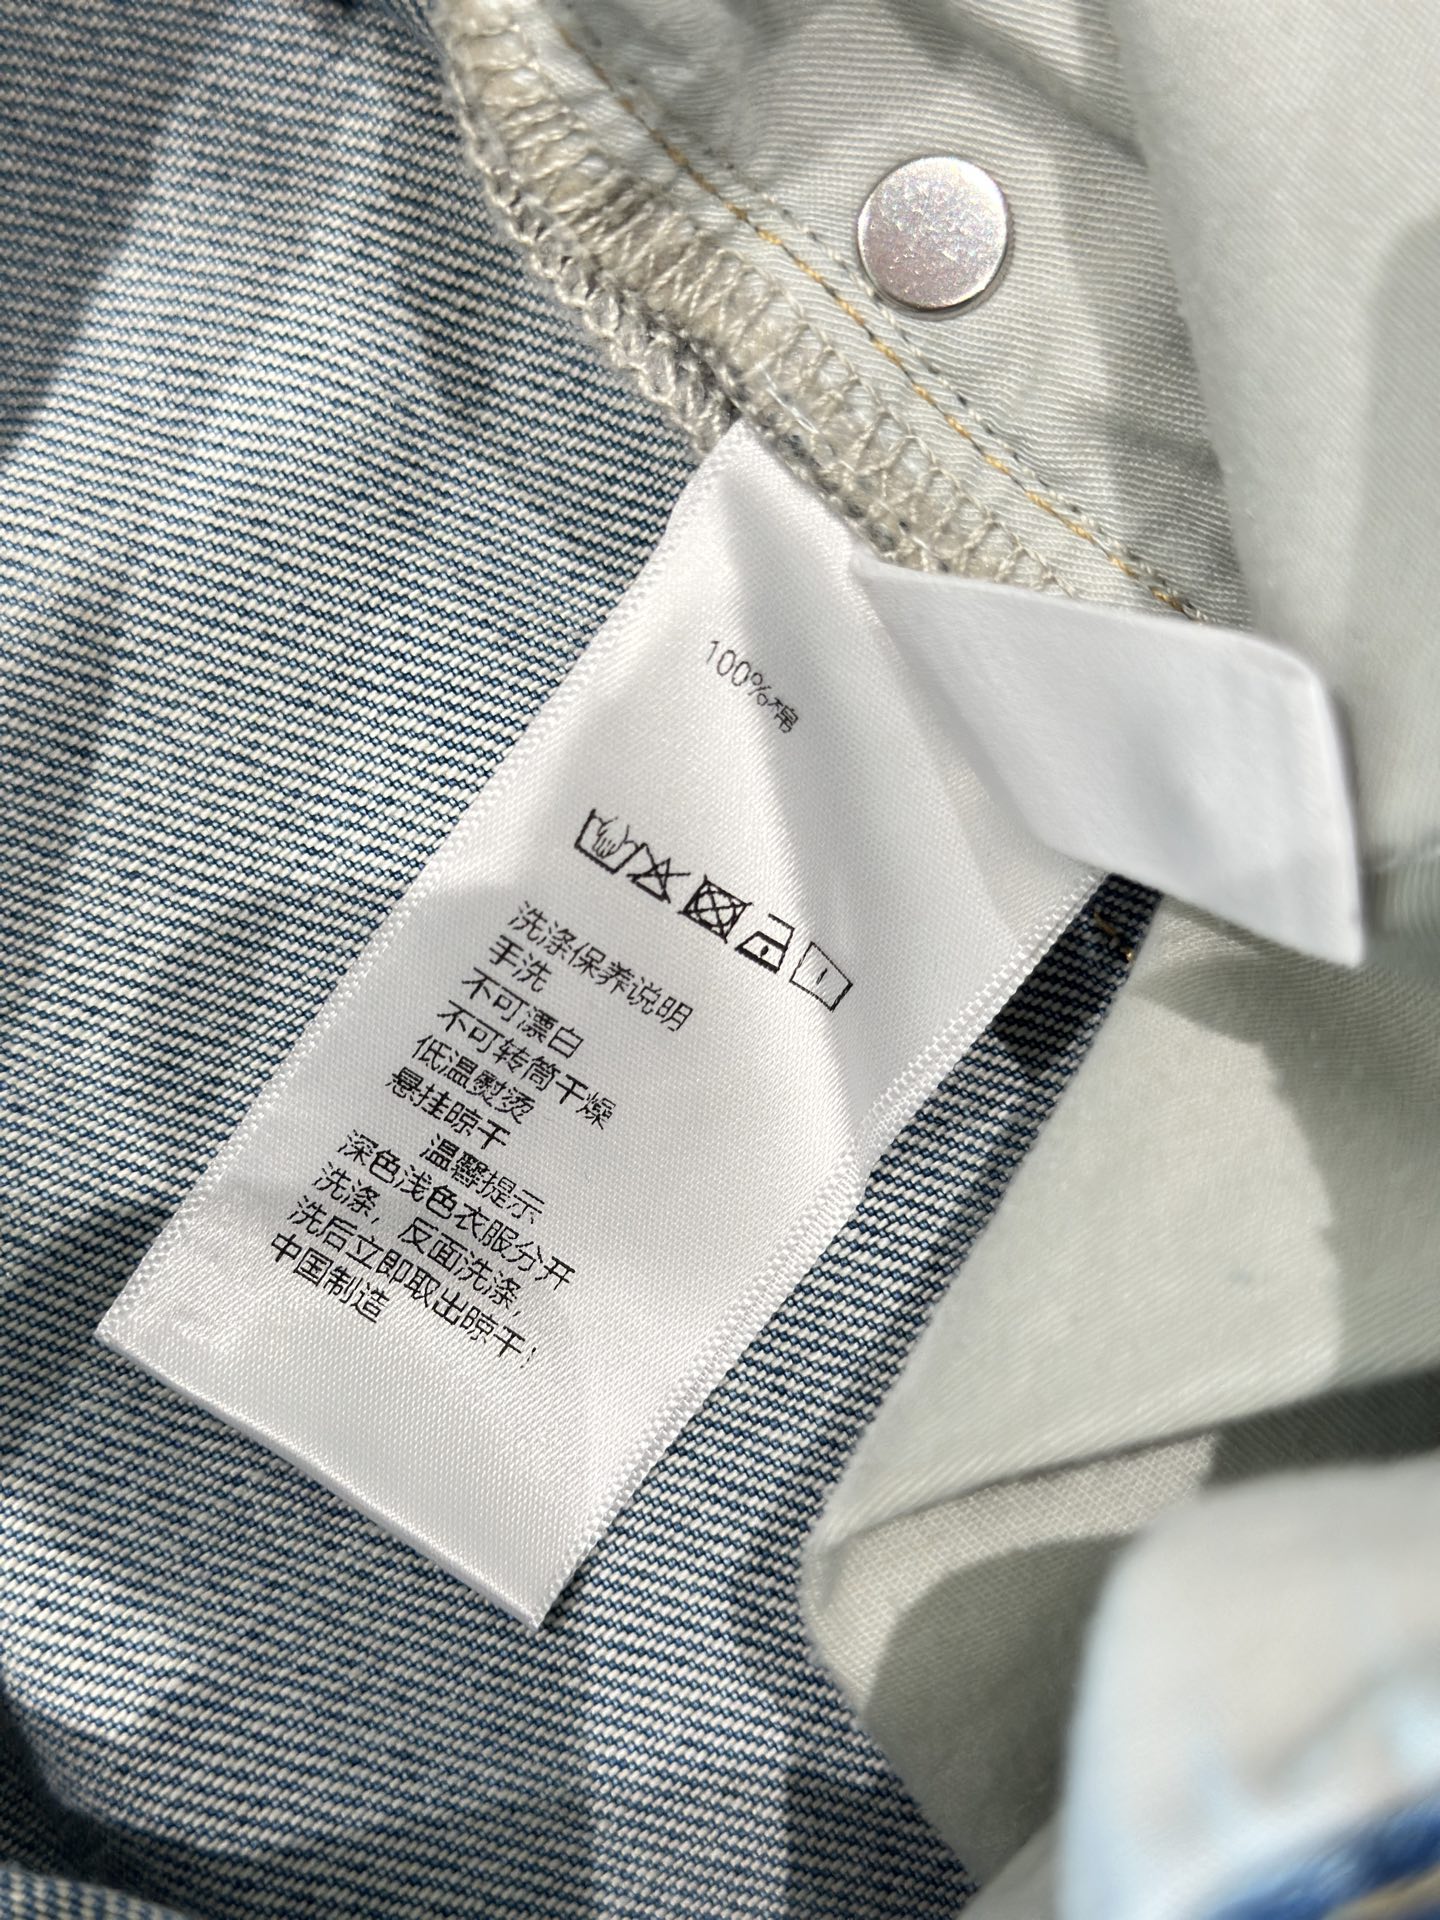 100%棉
洗涤保养说明
手洗
不可漂白
不可转筒干燥
低温熨烫
悬挂晾干
温馨提示
深色浅色衣服分开
洗涤，反面洗涤，
洗后立即取出晾干！
中国制造